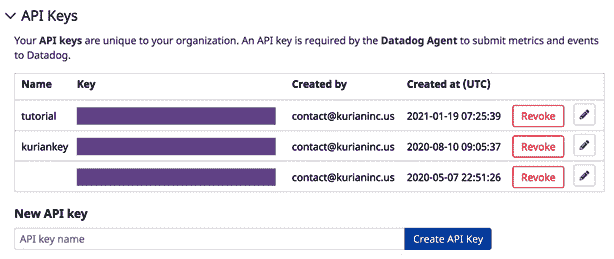 API Keys
Your API keys are unique to your organization. An API key is required by the Datadog Agent to submit metrics and events
to Datadog.
Name Key Created by Created at (UTC)
tutorial contact@kurianinc.us 2021-01-19 07:25:39 Revoke
kuriankey contact@kurianinc.us 2020-08-10 09:05:37 Revoke
contact@kurianinc.us 2020-05-07 22:51:26 Revoke
New API key
API key name Create API Key